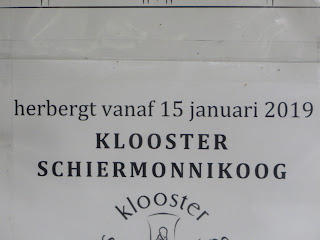 herbergt vanaf 15 januari 2019
KLOOSTER
SCHIERMONNIKOOG
klooster